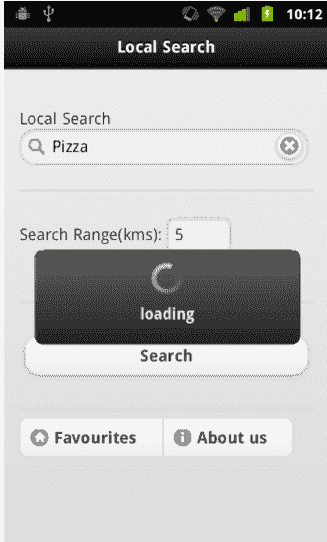 10:12
Local Search
Local Search
Pizza
Search Range(kms): 5
loading
Search
Favourites About us